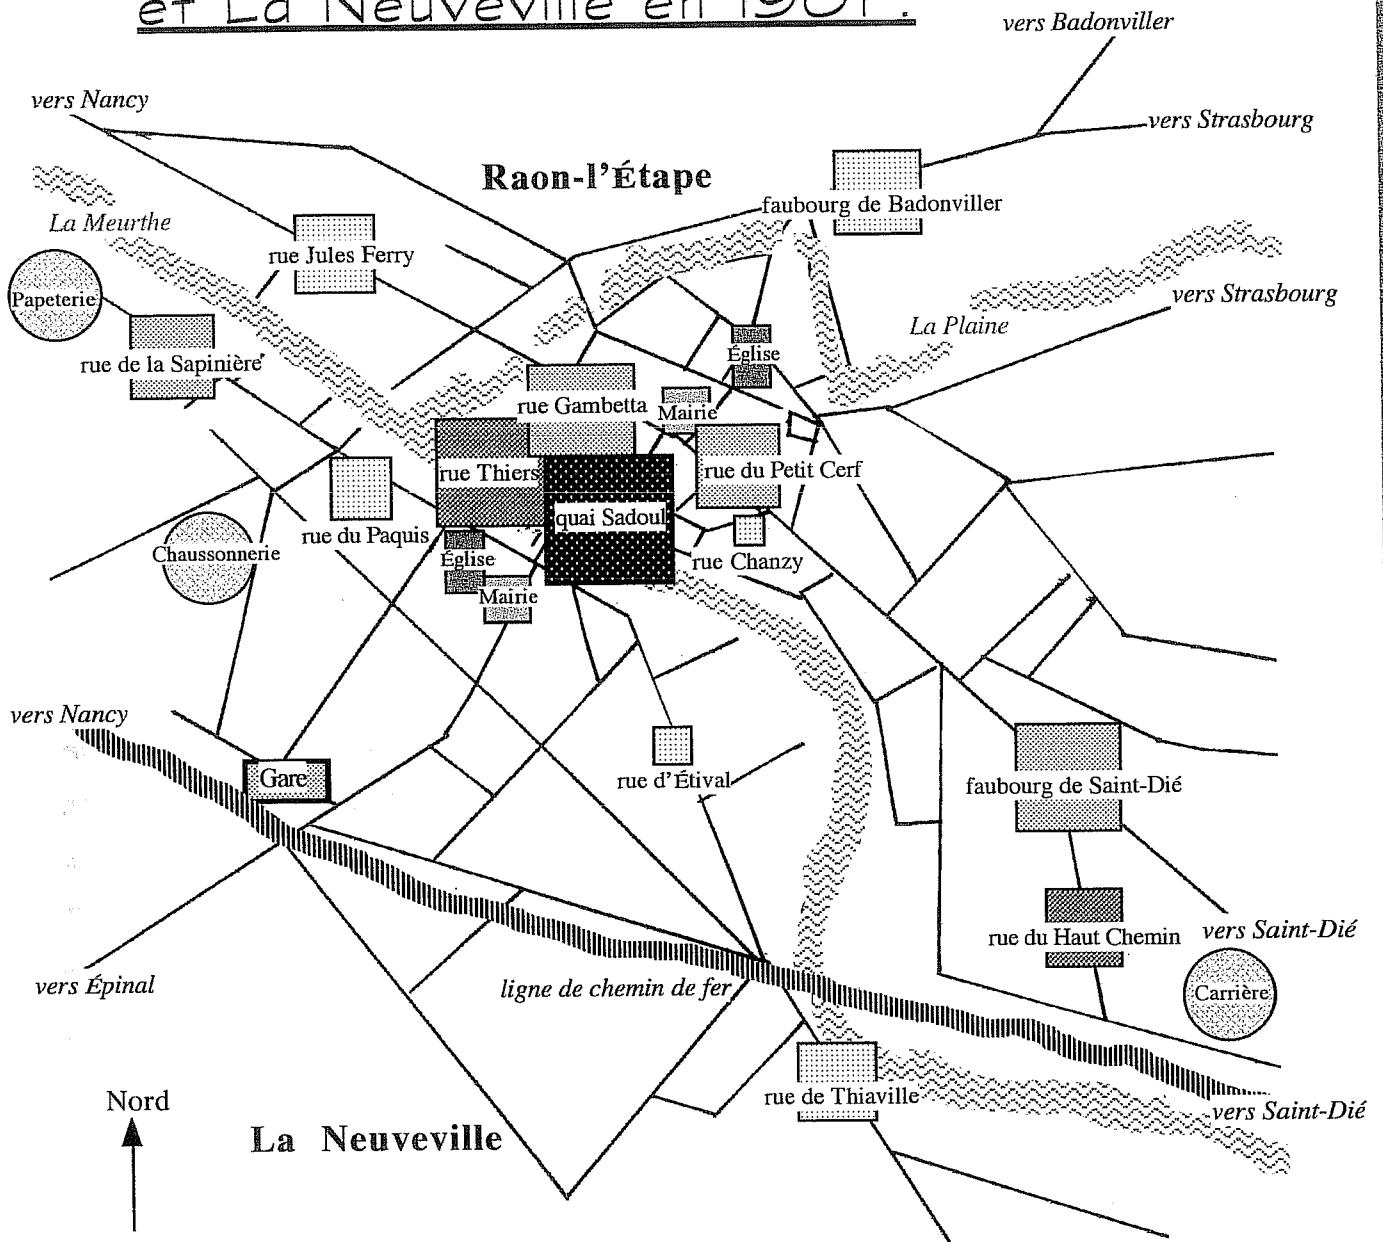 et La Neuveville en 1931.
vers Badonviller
vers Nancy
vers Strasbourg
Raon-l'Étape
faubourg de Badonviller
La Meurthe
rue Jules Ferry
Papeterie
vers Strasbourg
La Plaine
rue de la Sapinière
Église
rue Gambetta
Mairie
rue Thiers
rue du Petit Cerf
quai Sadoul
rue du Paquis
Chaussonnerie
Église
rue Chanzy
Mairie
vers Nancy
Gare
rue d'Étival
faubourg de Saint-Dié
rue du Haut Chemin
vers Saint-Dié
vers Épinal
ligne de chemin de fer
Carrière
Nord
rue de Thiaville
vers Saint-Dié
La Neuveville